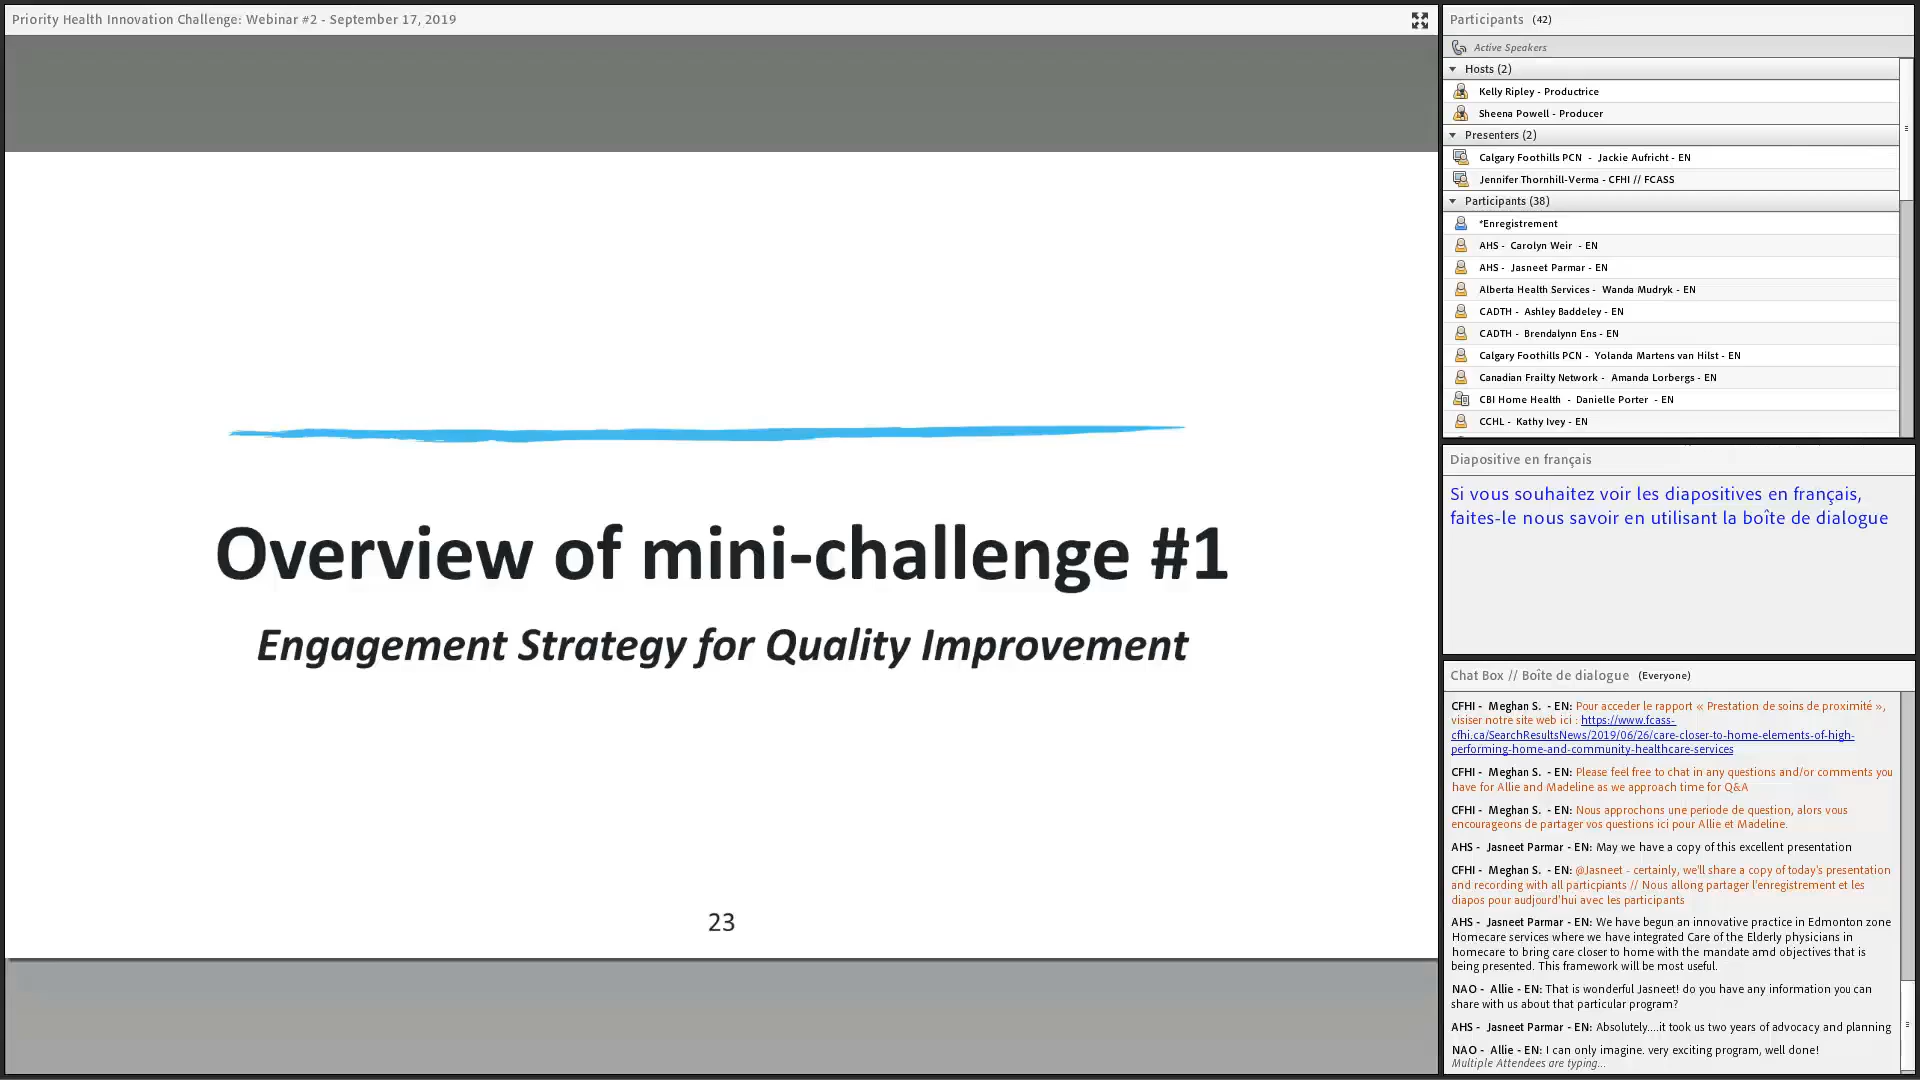 Priority Health Innovation Challenge: Webinar #2 - September 17, 2019
Overview of mini-challenge #1
Engagement Strategy for Quality Improvement
23
Participants (42)
Active Speakers
Hosts (2)
Kelly Ripley - Productrice
Sheena Powell - Producer
Presenters (2)
Calgary Foothills PCN - Jackie Aufricht - EN
Jennifer Thornhill-Verma - CFHI // FCASS
Participants (38)
*Enregistrement
AHS - Carolyn Weir - EN
AHS - Jasneet Parmar - EN
Alberta Health Services - Wanda Mudryk - EN
CADTH - Ashley Baddeley - EN
CADTH - Brendalynn Ens - EN
Calgary Foothills PCN - Yolanda Martens van Hilst - EN
Canadian Frailty Network - Amanda Lorbergs - EN
CBI Home Health - Danielle Porter - EN
CCHL - Kathy Ivey - EN
Diapositive en français
Si vous souhaitez voir les diapositives en français,
faites-le nous savoir en utilisant la boîte de dialogue
Chat Box // Boîte de dialogue (Everyone)
CFHI - Meghan S. - EN: Pour acceder le rapport « Prestation de soins de proximité »,
visiser notre site web ici : https://www.fcass-
cfhi.ca/SearchResultsNews/2019/06/26/care-closer-to-home-elements-of-high-
performing-home-and-community-healthcare-services
CFHI - Meghan S. - EN: Please feel free to chat in any questions and/or comments you
have for Allie and Madeline as we approach time for Q&A
CFHI - Meghan S. - EN: Nous approchons une periode de question, alors vous
encourageons de partager vos questions ici pour Allie et Madeline.
AHS - Jasneet Parmar - EN: May we have a copy of this excellent presentation
CFHI - Meghan S. - EN: @Jasneet - certainly, we'll share a copy of today's presentation
and recording with all particpiants // Nous allong partager l'enregistrement et les
diapos pour audjourd'hui avec les participants
AHS - Jasneet Parmar - EN: We have begun an innovative practice in Edmonton zone
Homecare services where we have integrated Care of the Elderly physicians in
homecare to bring care closer to home with the mandate amd objectives that is
being presented. This framework will be most useful.
NAO - Allie - EN: That is wonderful Jasneet! do you have any information you can
share with us about that particular program?
AHS - Jasneet Parmar - EN: Absolutely....it took us two years of advocacy and planning
NAO - Allie - EN: I can only imagine. very exciting program, well done!
Multiple Attendees are typing...